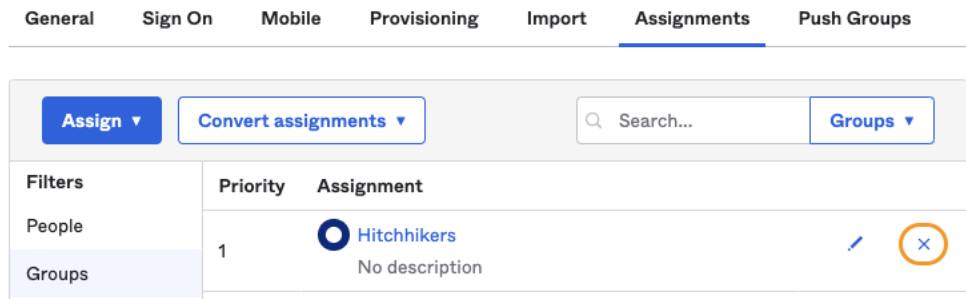 General Sign On Mobile Provisioning Import Assignments Push Groups
Assign Convert assignments Search... Groups
Filters Priority Assignment
People
1 Hitchhikers
No description
Groups